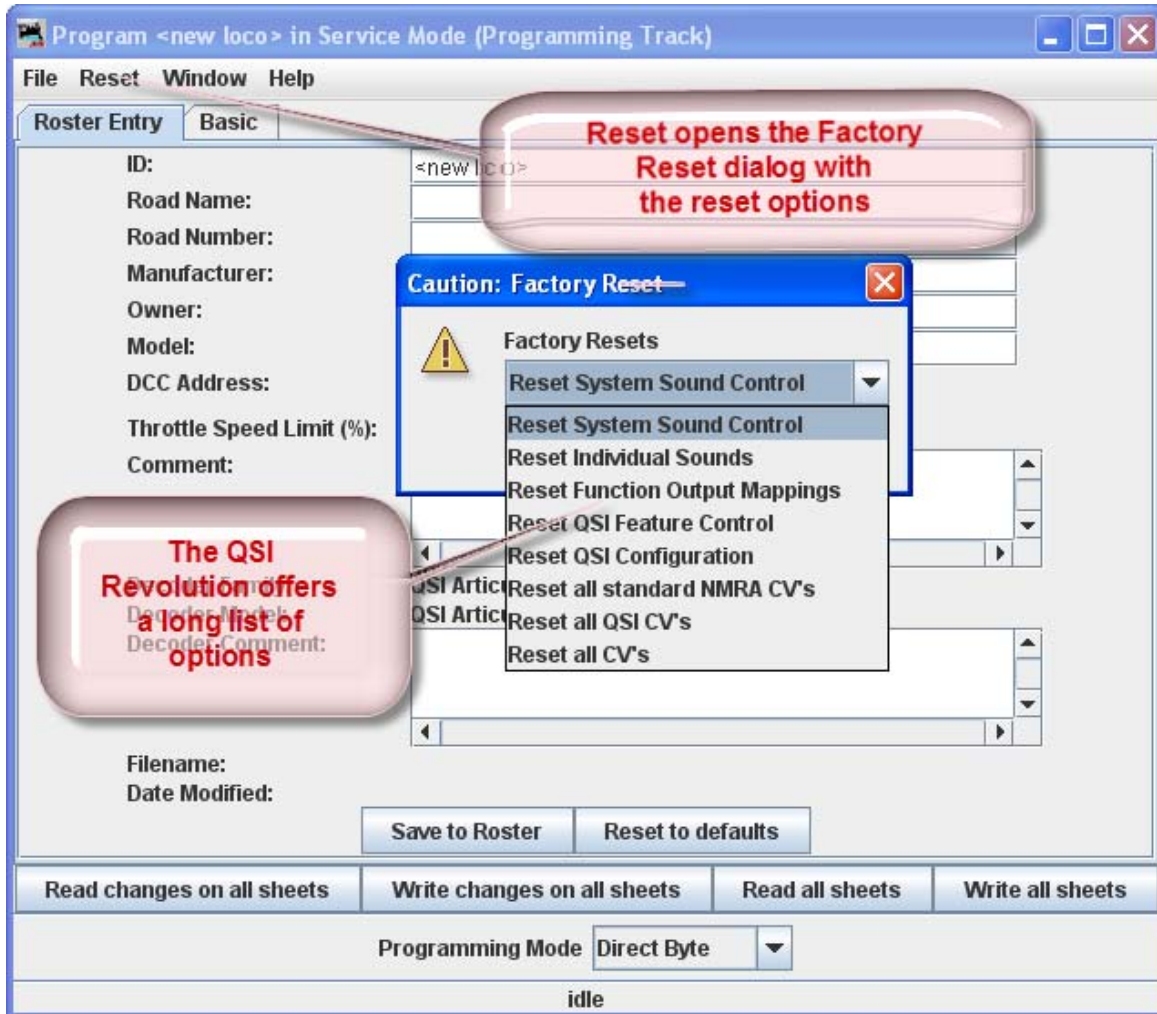 Program <new loco> in Service Mode (Programming Track)
File Reset Window Help
Roster Entry Basic
Reset opens the Factory
Reset dialog with
the reset options
ID:
<new loco>
Road Name:
Road Number:
Manufacturer:
Owner:
Model:
DCC Address:
Throttle Speed Limit (%):
Comment:
Caution: Factory Reset
Factory Resets
Reset System Sound Control
Reset System Sound Control
Reset Individual Sounds
Reset Function Output Mappings
Reset QSI Feature Control
Reset QSI Configuration
Reset all standard NMRA CV's
Reset all QSI CV's
Reset all CV's
The QSI
Revolution offers
a long list of
options
Decoder Family:
QSI Artic
Decoder Model:
QSI Artic
Decoder Comment:
Filename:
Date Modified:
Save to Roster Reset to defaults
Read changes on all sheets Write changes on all sheets Read all sheets Write all sheets
Programming Mode Direct Byte
idle